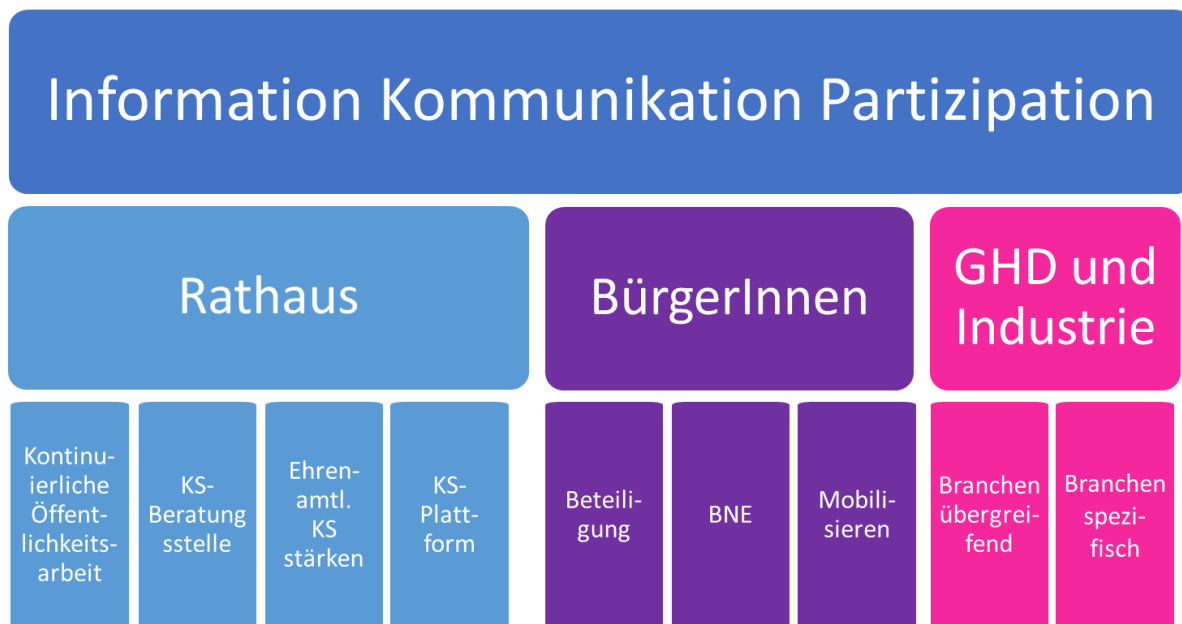 Information Kommunikation Partizipation
Rathaus
BürgerInnen
GHD und
Industrie
Kontinu-
ierliche
Öffent-
lichkeits-
arbeit
KS-
Beratung
sstelle
Ehren-
amtl.
KS
stärken
KS-
Platt-
form
Beteili-
gung
BNE
Mobili-
sieren
Branchen
übergrei-
fend
Branchen
spezi-
fisch